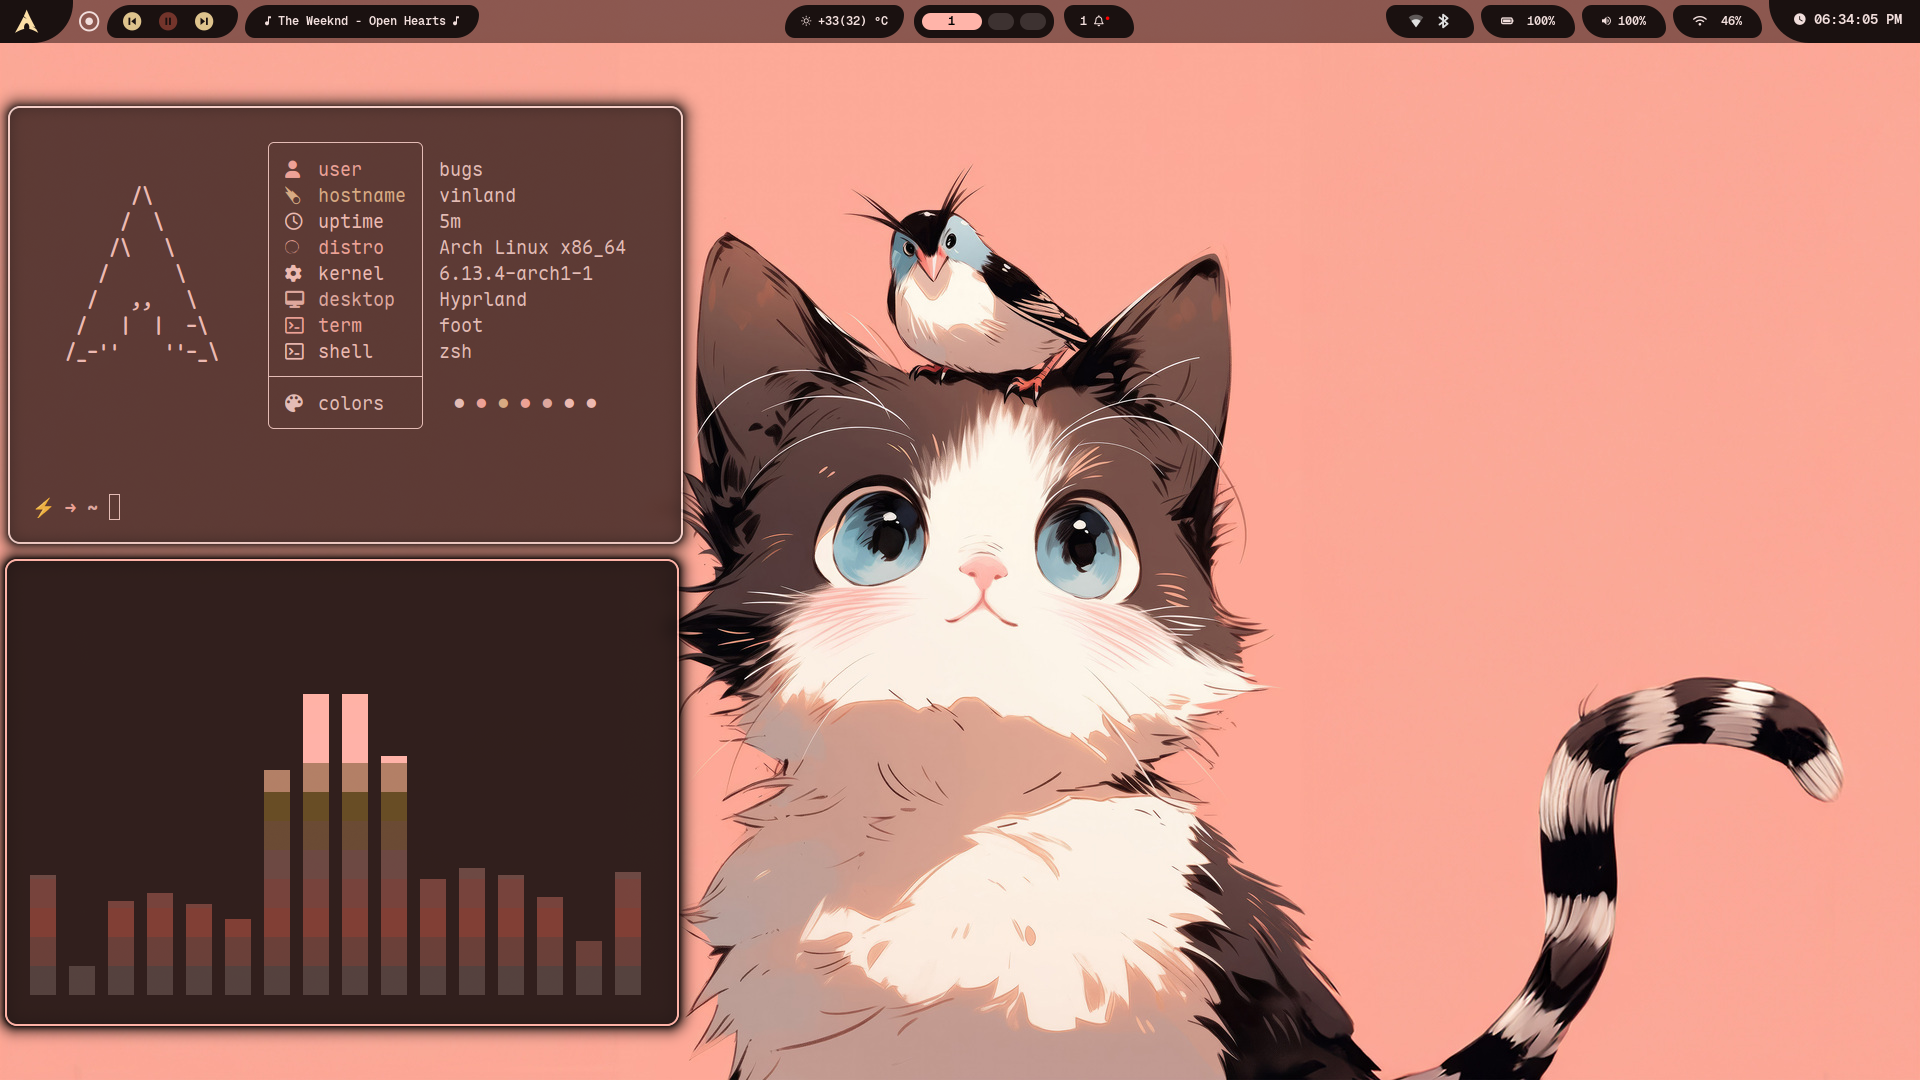 ♪ The Weeknd - Open Hearts ♪
+33(32) °C
1
1
100%
100%
46%
06:34:05 PM
/\
/  \
/\   \
/      \
/   ,,   \
/   |  |  -\
/_-''    ''-_\
user bugs
hostname vinland
uptime 5m
distro Arch Linux x86_64
kernel 6.13.4-arch1-1
desktop Hyprland
term foot
shell zsh
colors ● ● ● ● ● ● ●
⚡ → ~